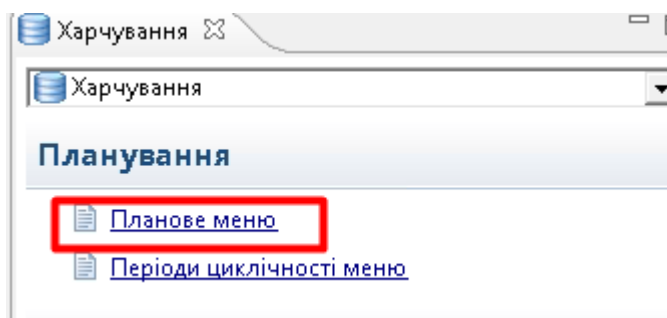 Харчування
Харчування
Планування
Планове меню
Періоди циклічності меню